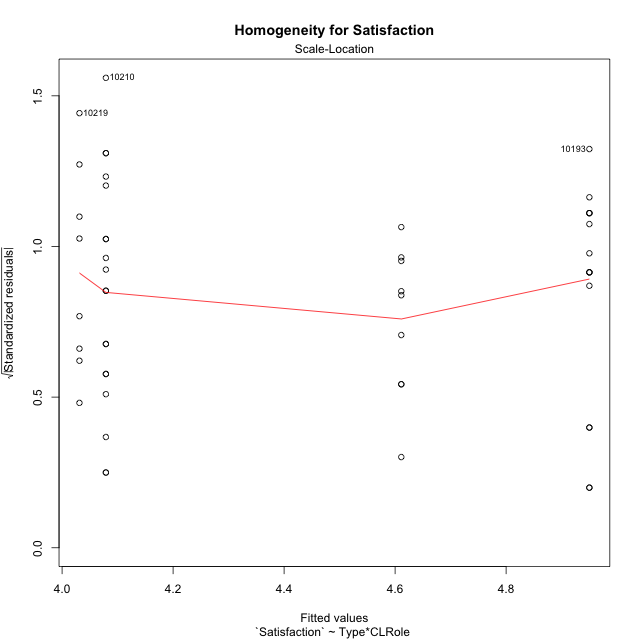 Homogeneity for Satisfaction
Scale-Location
10210
10219
10193
1.5
1.0
0.5
0.0
√|Standardized residuals|
4.0 4.2 4.4 4.6 4.8
Fitted values
`Satisfaction` ~ Type*CLRole